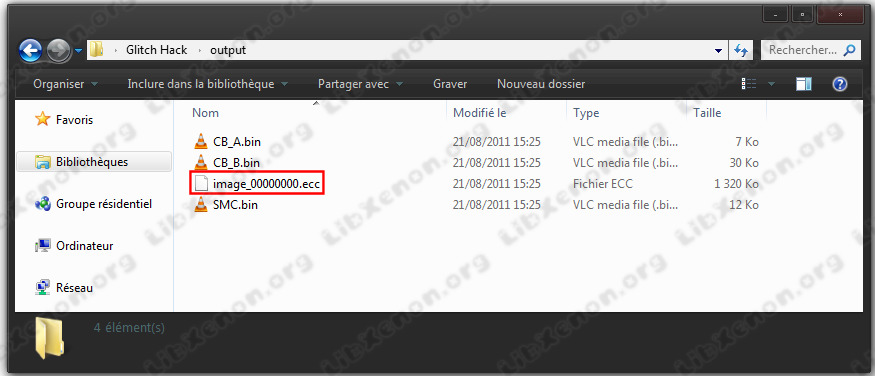 Glitch Hack output Rechercher...
Organiser Inclure dans la bibliothèque Partager avec Graver Nouveau dossier
Favoris
Bibliothèques
Groupe résidentiel
Ordinateur
Réseau
Nom Modifié le Type Taille
CB_A.bin 21/08/2011 15:25 VLC media file (.bi... 7 Ko
CB_B.bin 21/08/2011 15:25 VLC media file (.bi... 30 Ko
image_00000000.ecc 21/08/2011 15:25 Fichier ECC 1 320 Ko
SMC.bin 21/08/2011 15:25 VLC media file (.bi... 12 Ko
4 élément(s)
LibXenon.org